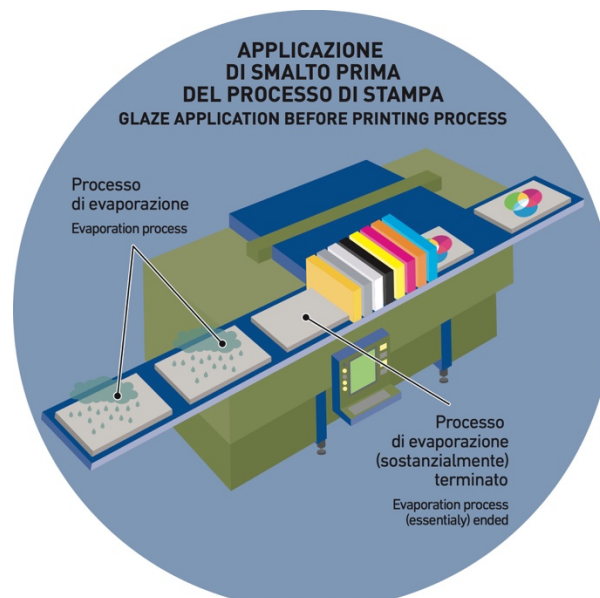 APPLICAZIONE
DI SMALTO PRIMA
DEL PROCESSO DI STAMPA
GLAZE APPLICATION BEFORE PRINTING PROCESS
Processo
di evaporazione
Evaporation process
Processo
di evaporazione
(sostanzialmente)
terminato
Evaporation process
(essentialy) ended